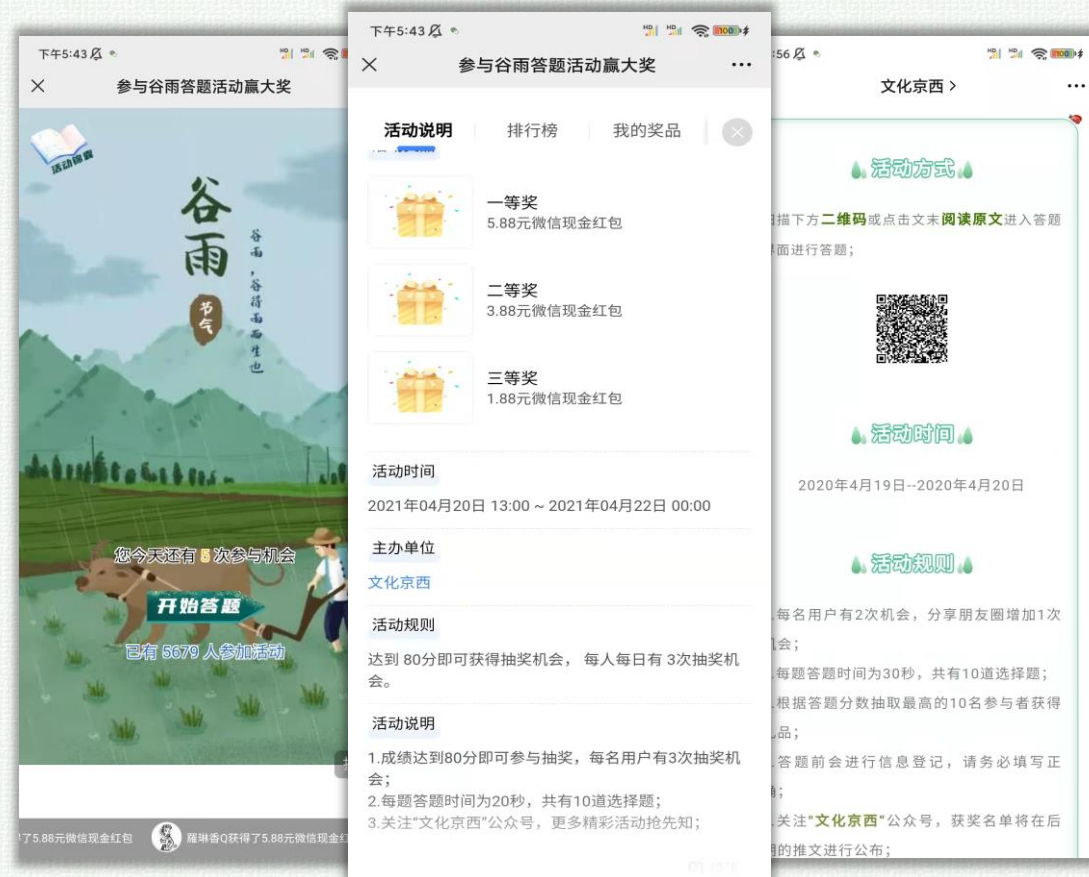 下午5:43
参与谷雨答题活动赢大奖
活动锦囊
谷雨
节气
谷雨，谷得雨而生也
您今天还有 5 次参与机会
开始答题
已有 5679 人参加活动
了5.88元微信现金红包
蘿琳香Q获得了5.88元微信现金红
下午5:43
100
参与谷雨答题活动赢大奖
活动说明
排行榜
我的奖品
一等奖
5.88元微信现金红包
二等奖
3.88元微信现金红包
三等奖
1.88元微信现金红包
活动时间
2021年04月20日 13:00 ~ 2021年04月22日 00:00
主办单位
文化京西
活动规则
达到 80分即可获得抽奖机会， 每人每日有 3次抽奖机
会。
活动说明
1.成绩达到80分即可参与抽奖，每名用户有3次抽奖机
会；
2.每题答题时间为20秒，共有10道选择题；
3.关注“文化京西”公众号，更多精彩活动抢先知；
:56
100
文化京西
活动方式
描下方二维码或点击文末阅读原文进入答题
界面进行答题；
活动时间
2020年4月19日--2020年4月20日
活动规则
.每名用户有2次机会，分享朋友圈增加1次
机会；
.每题答题时间为30秒，共有10道选择题；
.根据答题分数抽取最高的10名参与者获得
品；
.答题前会进行信息登记，请务必填写正
；
.关注"文化京西"公众号，获奖名单将在后
的推文进行公布；